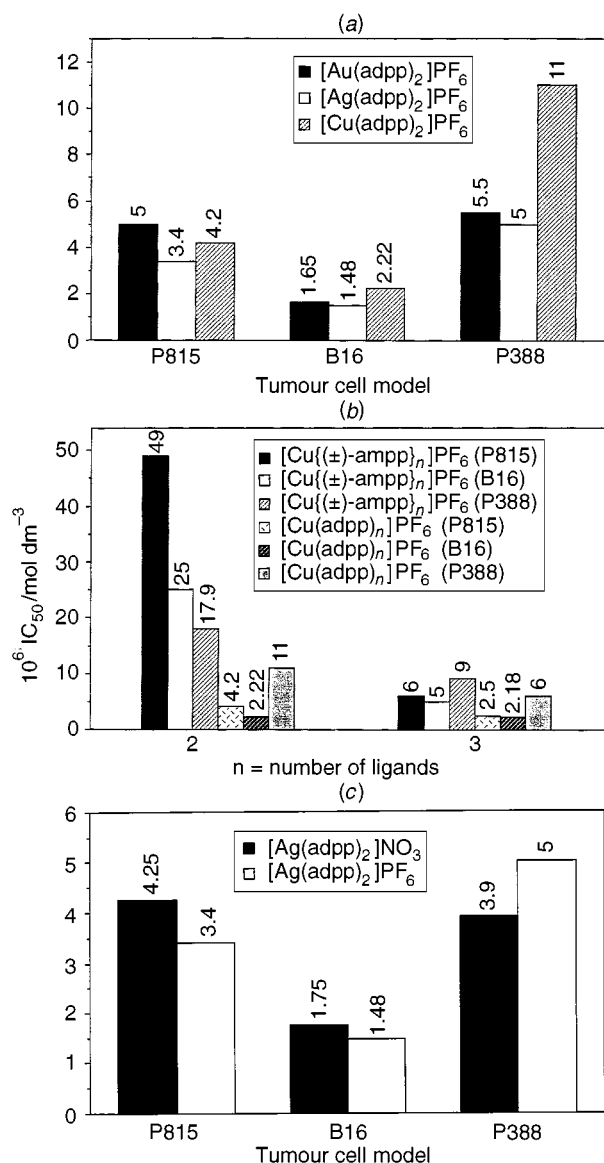 (a)
12
10
8
6
4
2
0
[Au(adpp)2]PF6
[Ag(adpp)2]PF6
[Cu(adpp)2]PF6
5
3.4
4.2
1.65
1.48
2.22
5.5
5
11
P815 B16 P388
Tumour cell model
(b)
10^6· IC50/mol dm−3
50
40
30
20
10
0
[Cu{(±)-ampp}n]PF6 (P815)
[Cu{(±)-ampp}n]PF6 (B16)
[Cu{(±)-ampp}n]PF6 (P388)
[Cu(adpp)n]PF6 (P815)
[Cu(adpp)n]PF6 (B16)
[Cu(adpp)n]PF6 (P388)
49
25
17.9
4.2
2.22
11
6
5
9
2.5
2.18
6
2 3
n = number of ligands
(c)
6
5
4
3
2
1
0
[Ag(adpp)2]NO3
[Ag(adpp)2]PF6
4.25
3.4
1.75
1.48
3.9
5
P815 B16 P388
Tumour cell model